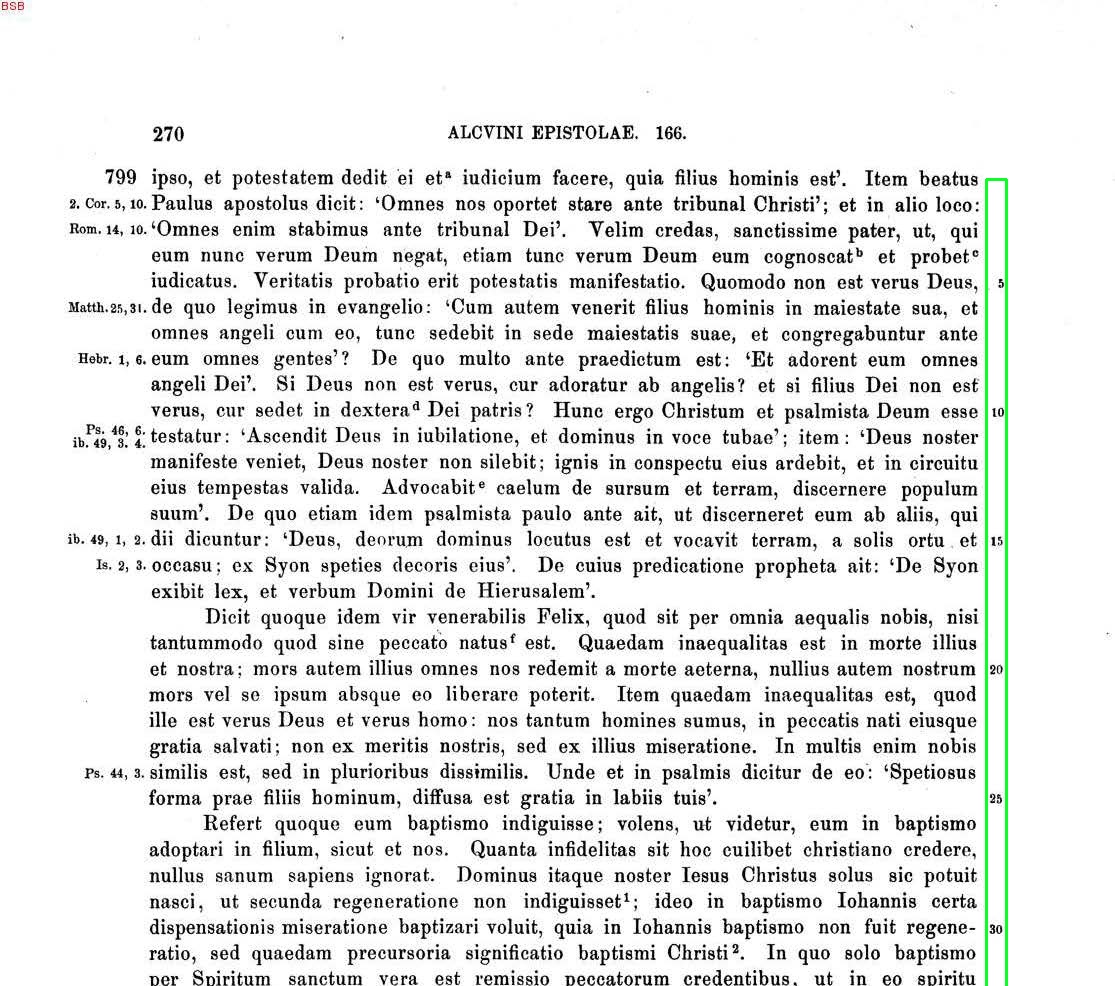 BSB
270 ALCVINI EPISTOLAE. 166.
799 ipso, et potestatem dedit ei etᵃ iudicium facere, quia filius hominis est’. Item beatus
2. Cor. 5, 10. Paulus apostolus dicit: ‘Omnes nos oportet stare ante tribunal Christi’; et in alio loco:
Rom. 14, 10. ‘Omnes enim stabimus ante tribunal Dei’. Velim credas, sanctissime pater, ut, qui
eum nunc verum Deum negat, etiam tunc verum Deum eum cognoscatᵇ et probetᶜ
iudicatus. Veritatis probatio erit potestatis manifestatio. Quomodo non est verus Deus, 5
Matth. 25, 31. de quo legimus in evangelio: ‘Cum autem venerit filius hominis in maiestate sua, et
omnes angeli cum eo, tunc sedebit in sede maiestatis suae, et congregabuntur ante
Hebr. 1, 6. eum omnes gentes’? De quo multo ante praedictum est: ‘Et adorent eum omnes
angeli Dei’. Si Deus non est verus, cur adoratur ab angelis? et si filius Dei non est
verus, cur sedet in dexteraᵈ Dei patris? Hunc ergo Christum et psalmista Deum esse 10
Ps. 46, 6. ib. 49, 3. 4. testatur: ‘Ascendit Deus in iubilatione, et dominus in voce tubae’; item: ‘Deus noster
manifeste veniet, Deus noster non silebit; ignis in conspectu eius ardebit, et in circuitu
eius tempestas valida. Advocabitᵉ caelum de sursum et terram, discernere populum
suum’. De quo etiam idem psalmista paulo ante ait, ut discerneret eum ab aliis, qui
ib. 49, 1, 2. dii dicuntur: ‘Deus, deorum dominus locutus est et vocavit terram, a solis ortu et 15
Is. 2, 3. occasu; ex Syon speties decoris eius’. De cuius predicatione propheta ait: ‘De Syon
exibit lex, et verbum Domini de Hierusalem’.
Dicit quoque idem vir venerabilis Felix, quod sit per omnia aequalis nobis, nisi
tantummodo quod sine peccato natusᶠ est. Quaedam inaequalitas est in morte illius
et nostra; mors autem illius omnes nos redemit a morte aeterna, nullius autem nostrum 20
mors vel se ipsum absque eo liberare poterit. Item quaedam inaequalitas est, quod
ille est verus Deus et verus homo: nos tantum homines sumus, in peccatis nati eiusque
gratia salvati; non ex meritis nostris, sed ex illius miseratione. In multis enim nobis
Ps. 44, 3. similis est, sed in plurioribus dissimilis. Unde et in psalmis dicitur de eo: ‘Spetiosus
forma prae filiis hominum, diffusa est gratia in labiis tuis’. 25
Refert quoque eum baptismo indiguisse; volens, ut videtur, eum in baptismo
adoptari in filium, sicut et nos. Quanta infidelitas sit hoc cuilibet christiano credere,
nullus sanum sapiens ignorat. Dominus itaque noster Iesus Christus solus sic potuit
nasci, ut secunda regeneratione non indiguisset¹; ideo in baptismo Iohannis certa
dispensationis miseratione baptizari voluit, quia in Iohannis baptismo non fuit regene- 30
ratio, sed quaedam precursoria significatio baptismi Christi². In quo solo baptismo
per Spiritum sanctum vera est remissio peccatorum credentibus, ut in eo spiritu